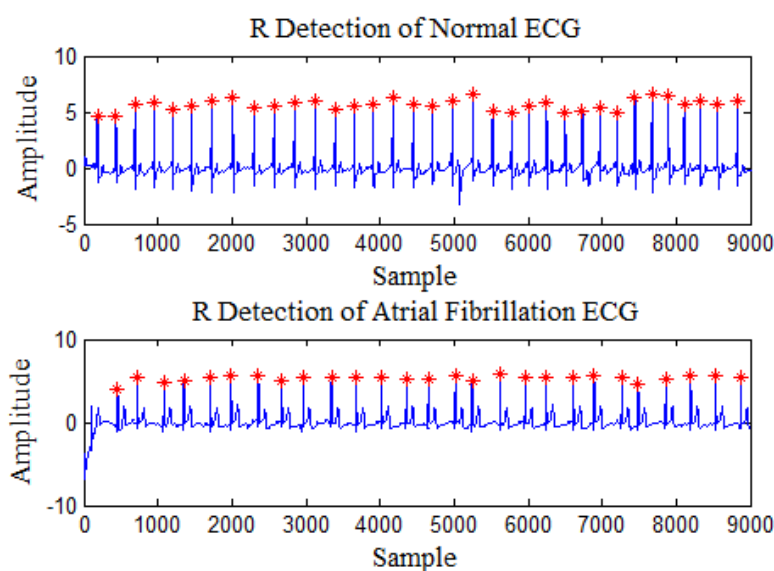 R Detection of Normal ECG
10
5
0
-5
Amplitude
0 1000 2000 3000 4000 5000 6000 7000 8000 9000
Sample
R Detection of Atrial Fibrillation ECG
10
0
-10
Amplitude
0 1000 2000 3000 4000 5000 6000 7000 8000 9000
Sample